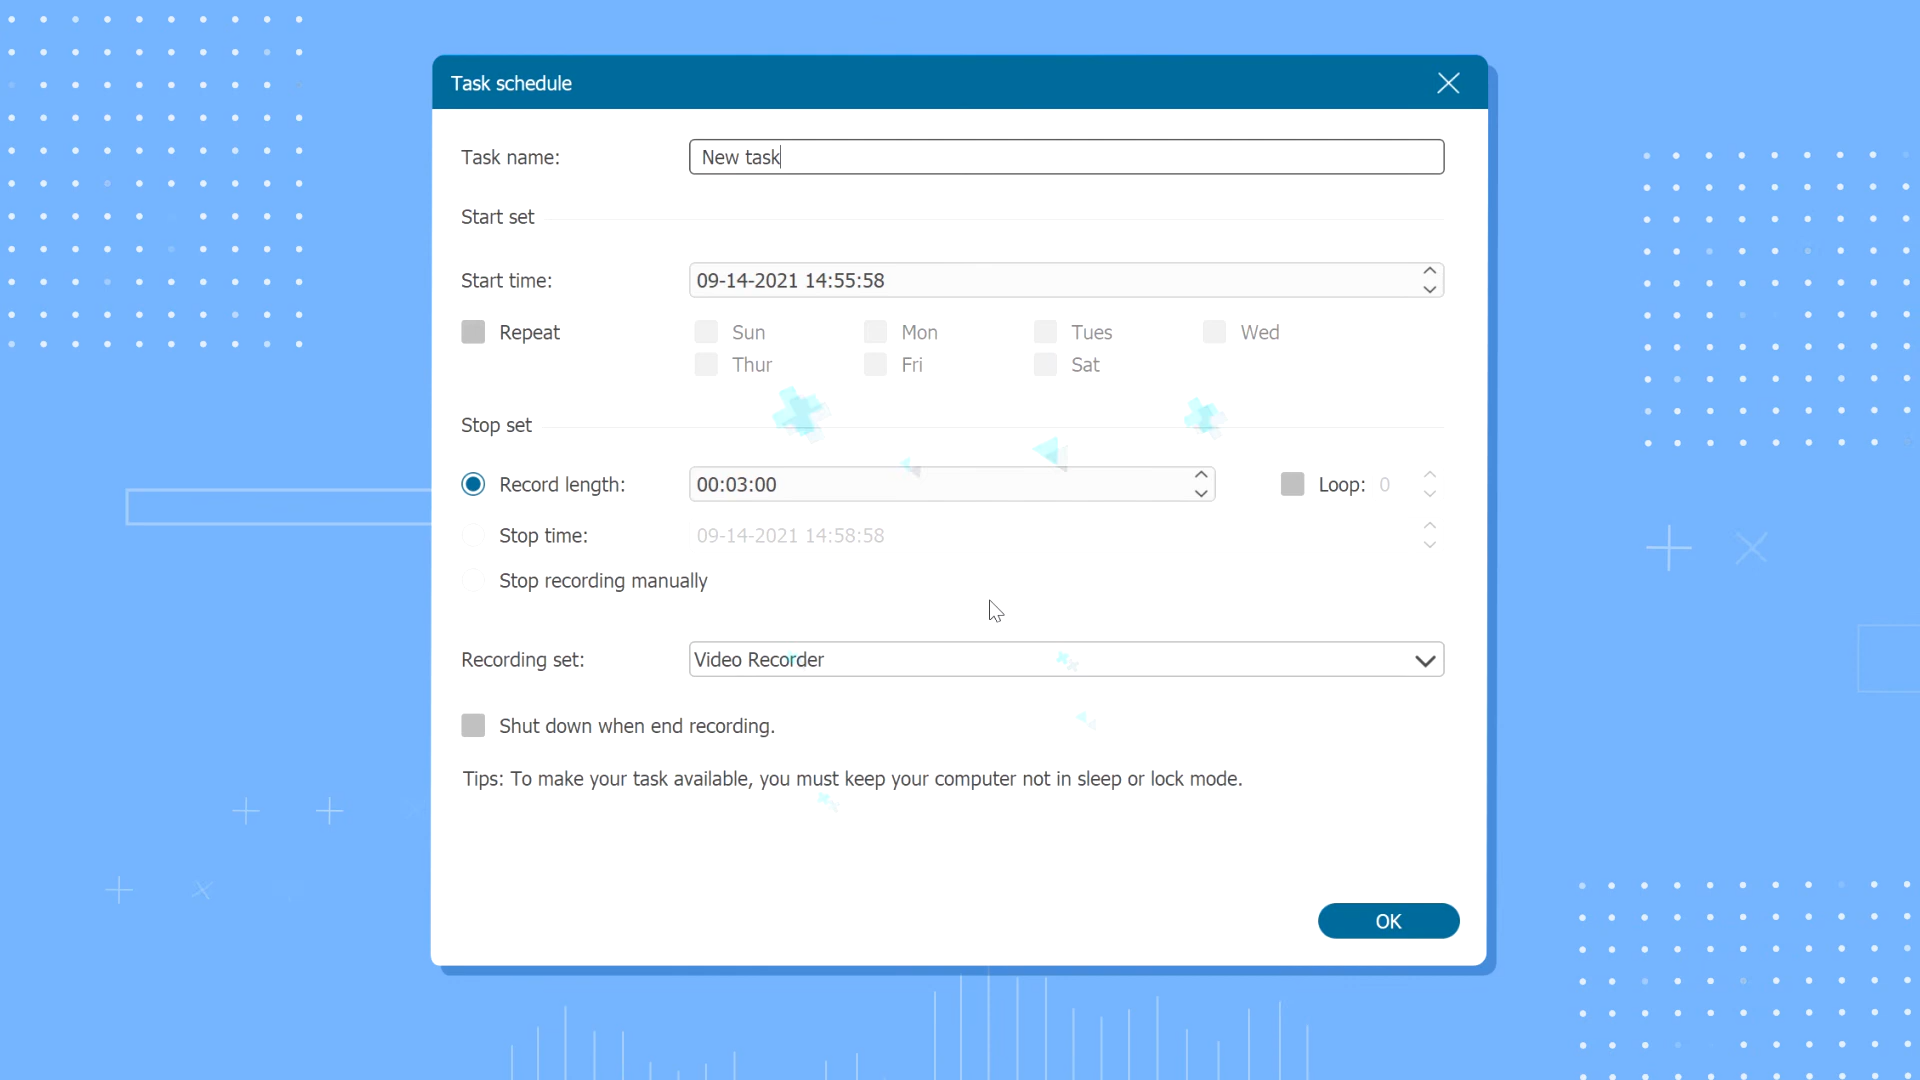 Task schedule
Task name: New task
Start set
Start time: 09-14-2021 14:55:58
Repeat Sun Mon Tues Wed
Thur Fri Sat
Stop set
Record length: 00:03:00 Loop: 0
Stop time: 09-14-2021 14:58:58
Stop recording manually
Recording set: Video Recorder
Shut down when end recording.
Tips: To make your task available, you must keep your computer not in sleep or lock mode.
OK